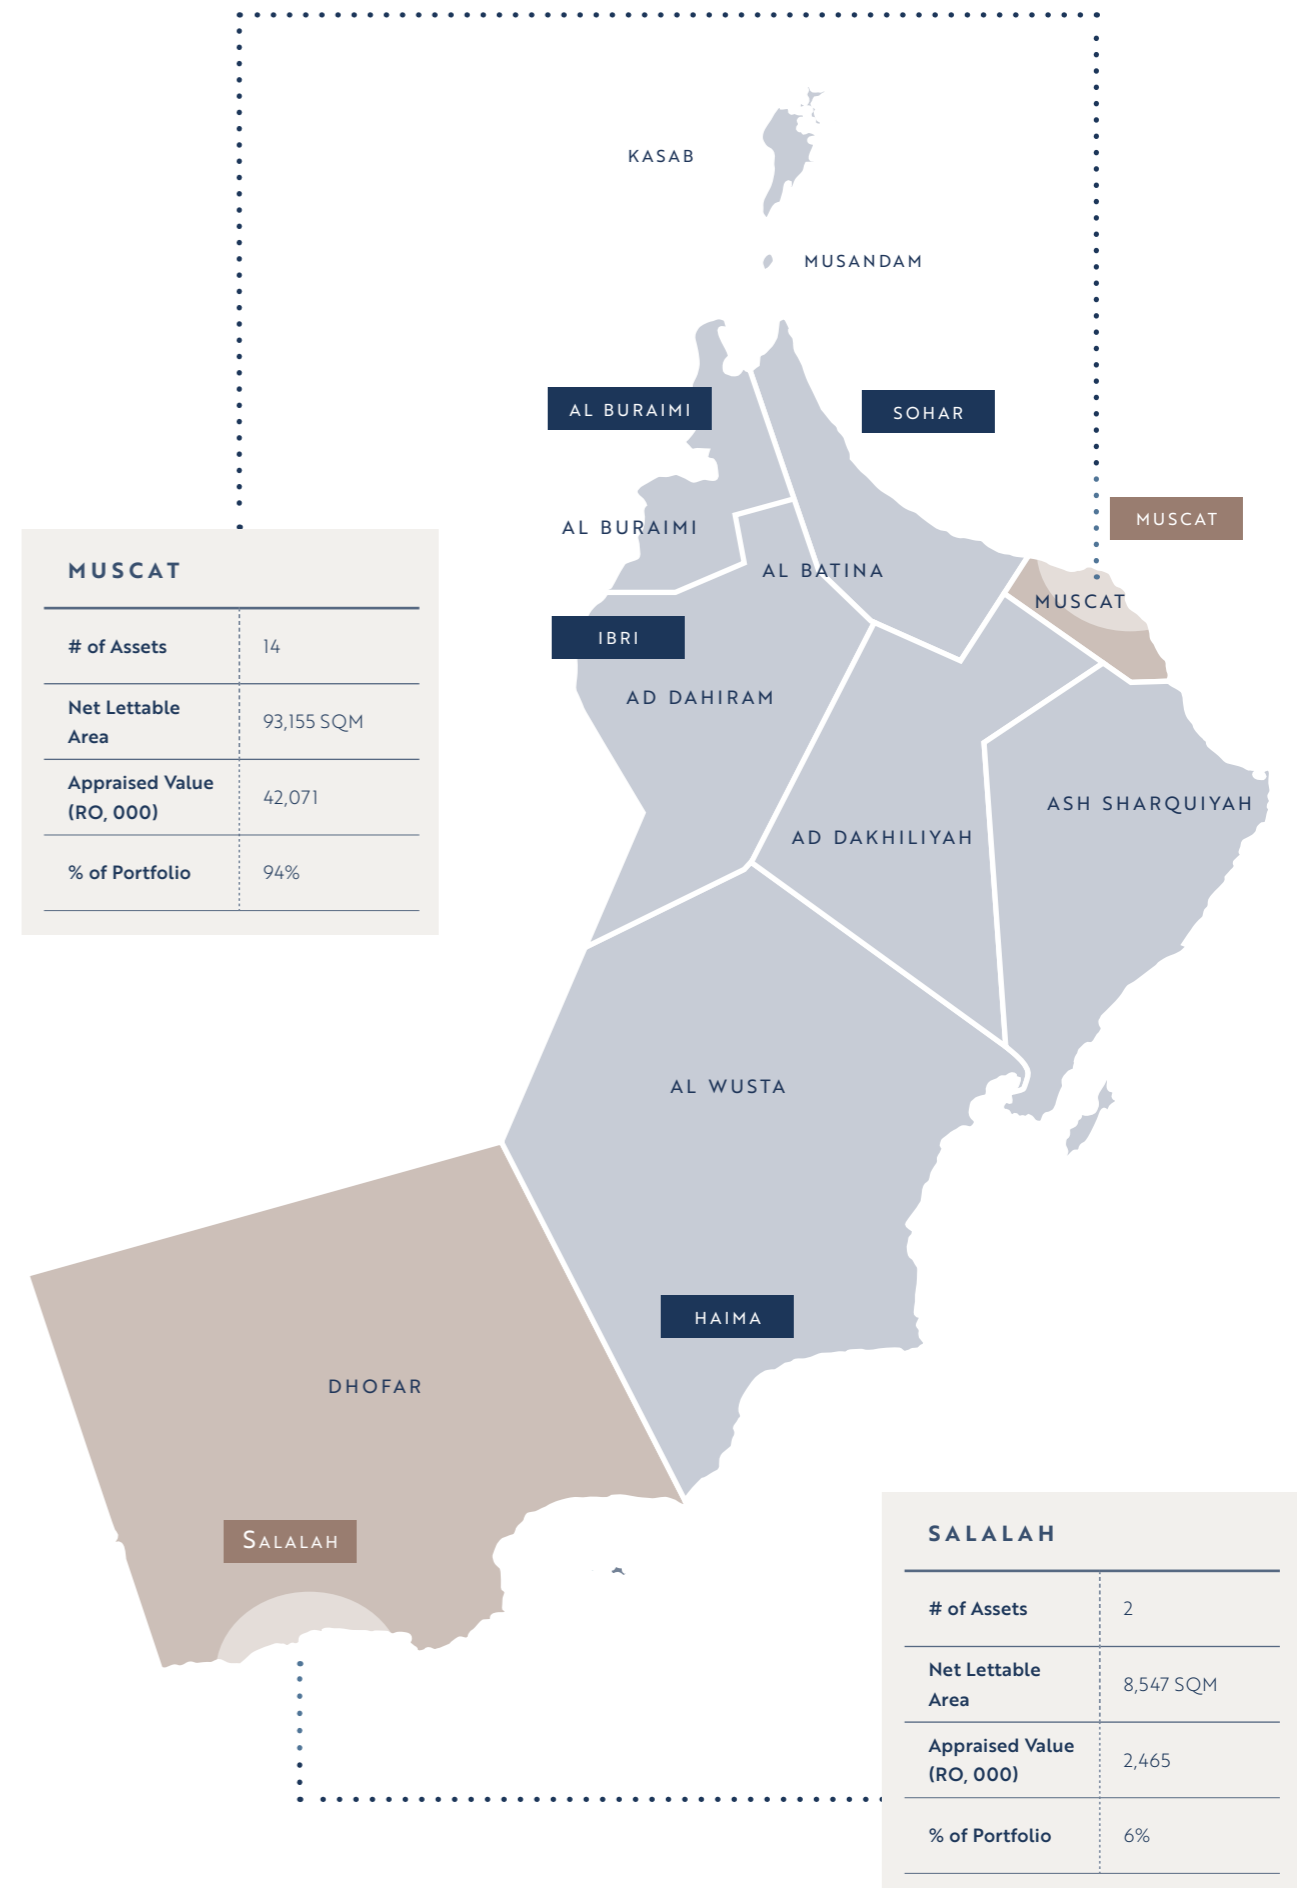 KASAB
MUSANDAM
AL BURAIMI
SOHAR
MUSCAT
AL BURAIMI
AL BATINA
MUSCAT
IBRI
AD DAHIRAM
ASH SHARQUIYAH
AD DAKHILIYAH
AL WUSTA
HAIMA
DHOFAR
SALALAH
MUSCAT
# of Assets 14
Net Lettable
Area 93,155 SQM
Appraised Value
(RO, 000) 42,071
% of Portfolio 94%
SALALAH
# of Assets 2
Net Lettable
Area 8,547 SQM
Appraised Value
(RO, 000) 2,465
% of Portfolio 6%